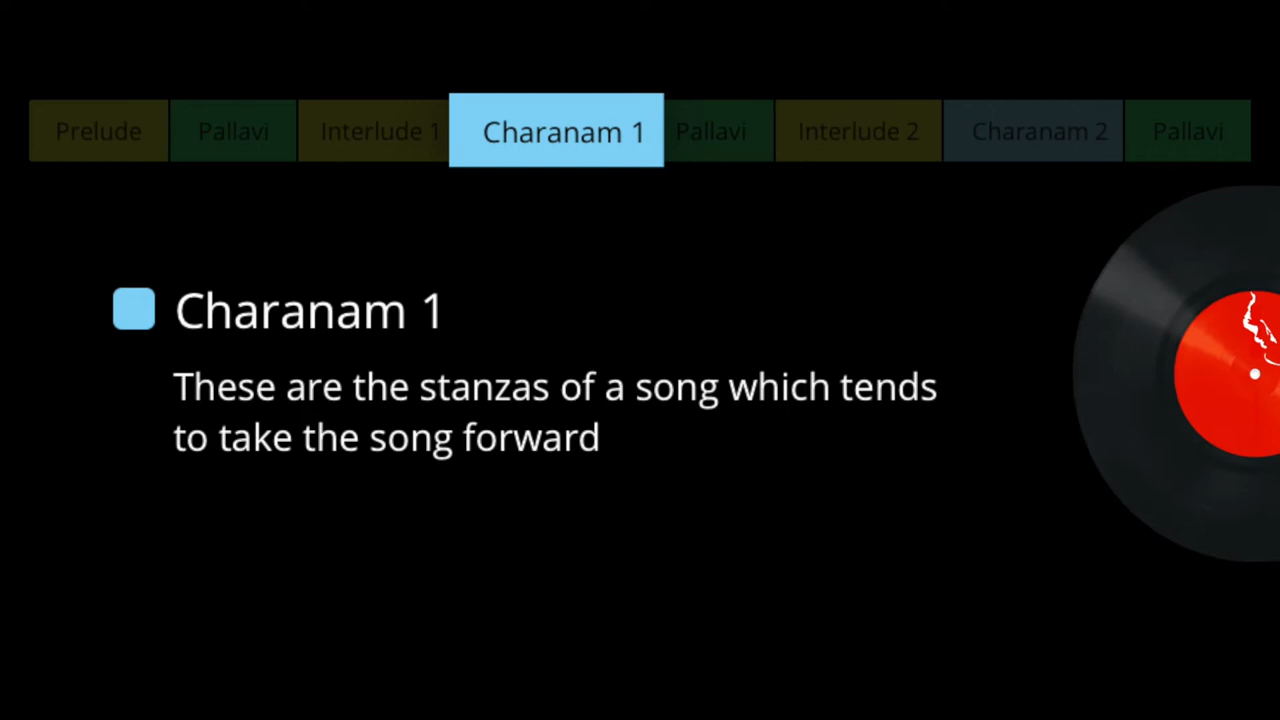 Prelude Pallavi Interlude 1 Charanam 1 Pallavi Interlude 2 Charanam 2 Pallavi
Charanam 1
These are the stanzas of a song which tends
to take the song forward